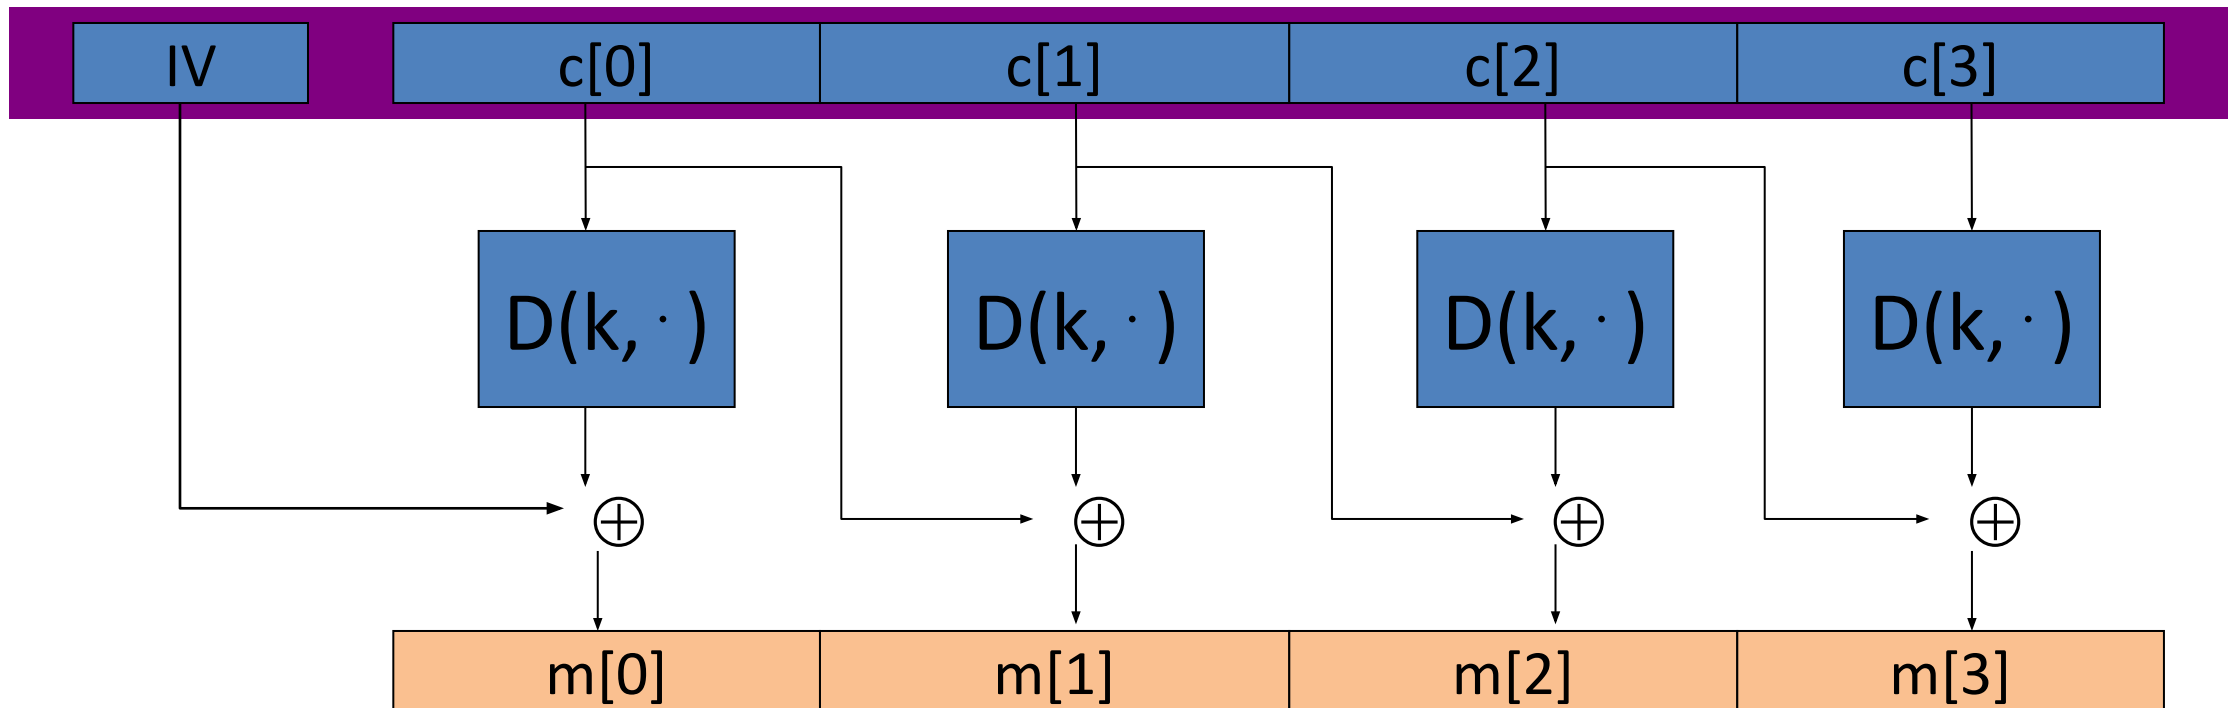 IV c[0] c[1] c[2] c[3]
D(k, · ) D(k, · ) D(k, · ) D(k, · )
m[0] m[1] m[2] m[3]